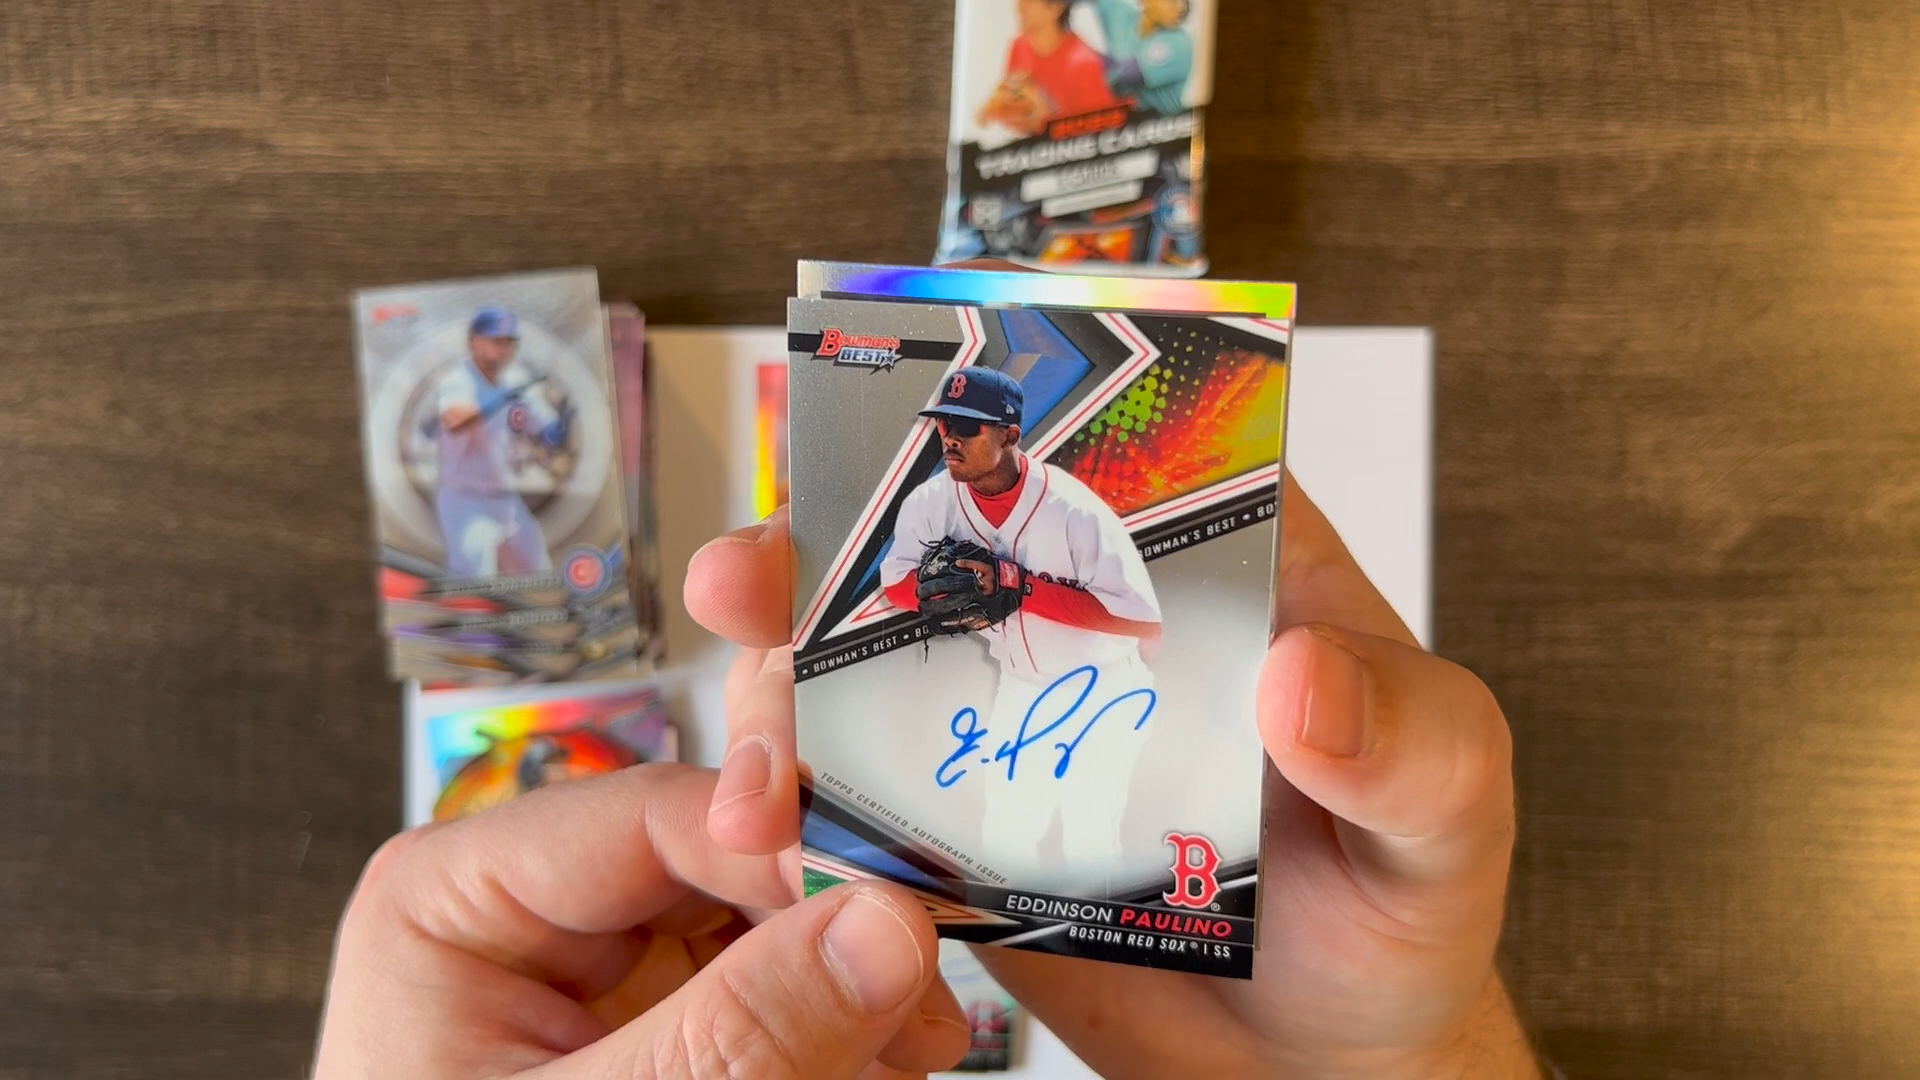 TRADING CARDS
Bowman's
BEST
B
BOWMAN'S BEST • BO
BOWMAN'S BEST • BO
E.P
TOPPS CERTIFIED AUTOGRAPH ISSUE
B
EDDINSON PAULINO
BOSTON RED SOX® | SS